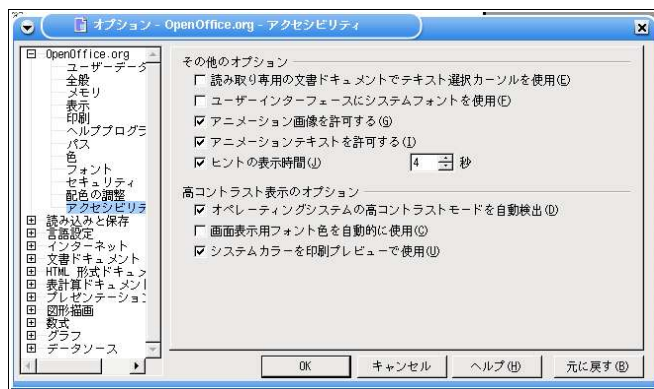 オプション - OpenOffice.org - アクセシビリティ
OpenOffice.org
ユーザーデータ
全般
メモリ
表示
印刷
ヘルププログラ
パス
色
フォント
セキュリティ
配色の調整
アクセシビリテ
読み込みと保存
言語設定
インターネット
文書ドキュメント
HTML 形式ドキュメ
表計算ドキュメント
プレゼンテーション
図形描画
数式
グラフ
データソース
その他のオプション
読み取り専用の文書ドキュメントでテキスト選択カーソルを使用(E)
ユーザーインターフェースにシステムフォントを使用(F)
アニメーション画像を許可する(G)
アニメーションテキストを許可する(I)
ヒントの表示時間(J) 4 秒
高コントラスト表示のオプション
オペレーティングシステムの高コントラストモードを自動検出(D)
画面表示用フォント色を自動的に使用(C)
システムカラーを印刷プレビューで使用(U)
OK キャンセル ヘルプ(H) 元に戻す(B)